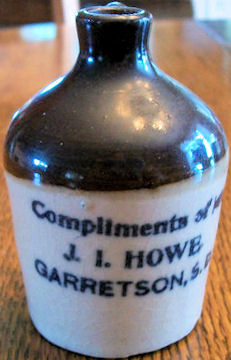 Compliments of
J. I. HOWE
GARRETSON, S.